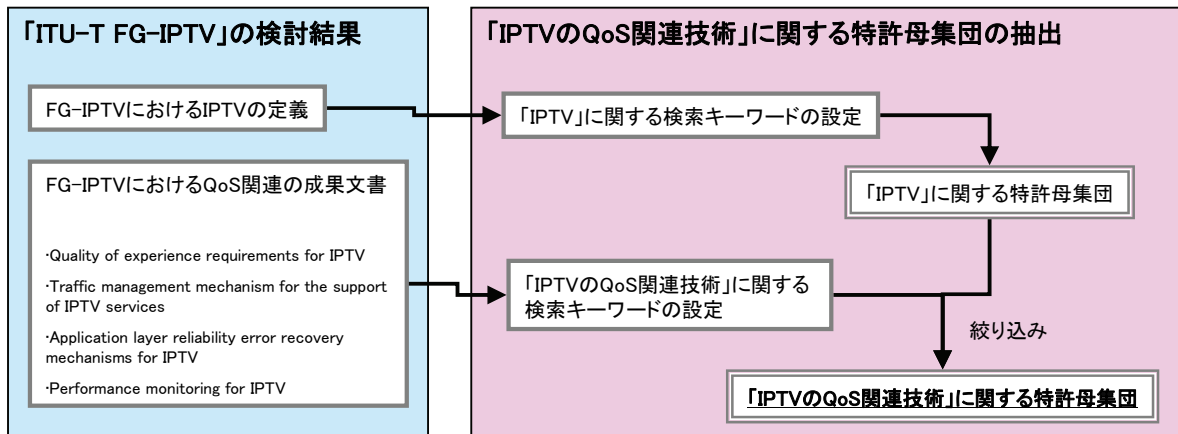 「ITU-T FG-IPTV」の検討結果
FG-IPTVにおけるIPTVの定義
FG-IPTVにおけるQoS関連の成果文書
・Quality of experience requirements for IPTV
・Traffic management mechanism for the support
of IPTV services
・Application layer reliability error recovery
mechanisms for IPTV
・Performance monitoring for IPTV
「IPTVのQoS関連技術」に関する特許母集団の抽出
「IPTV」に関する検索キーワードの設定
「IPTV」に関する特許母集団
「IPTVのQoS関連技術」に関する
検索キーワードの設定
絞り込み
「IPTVのQoS関連技術」に関する特許母集団